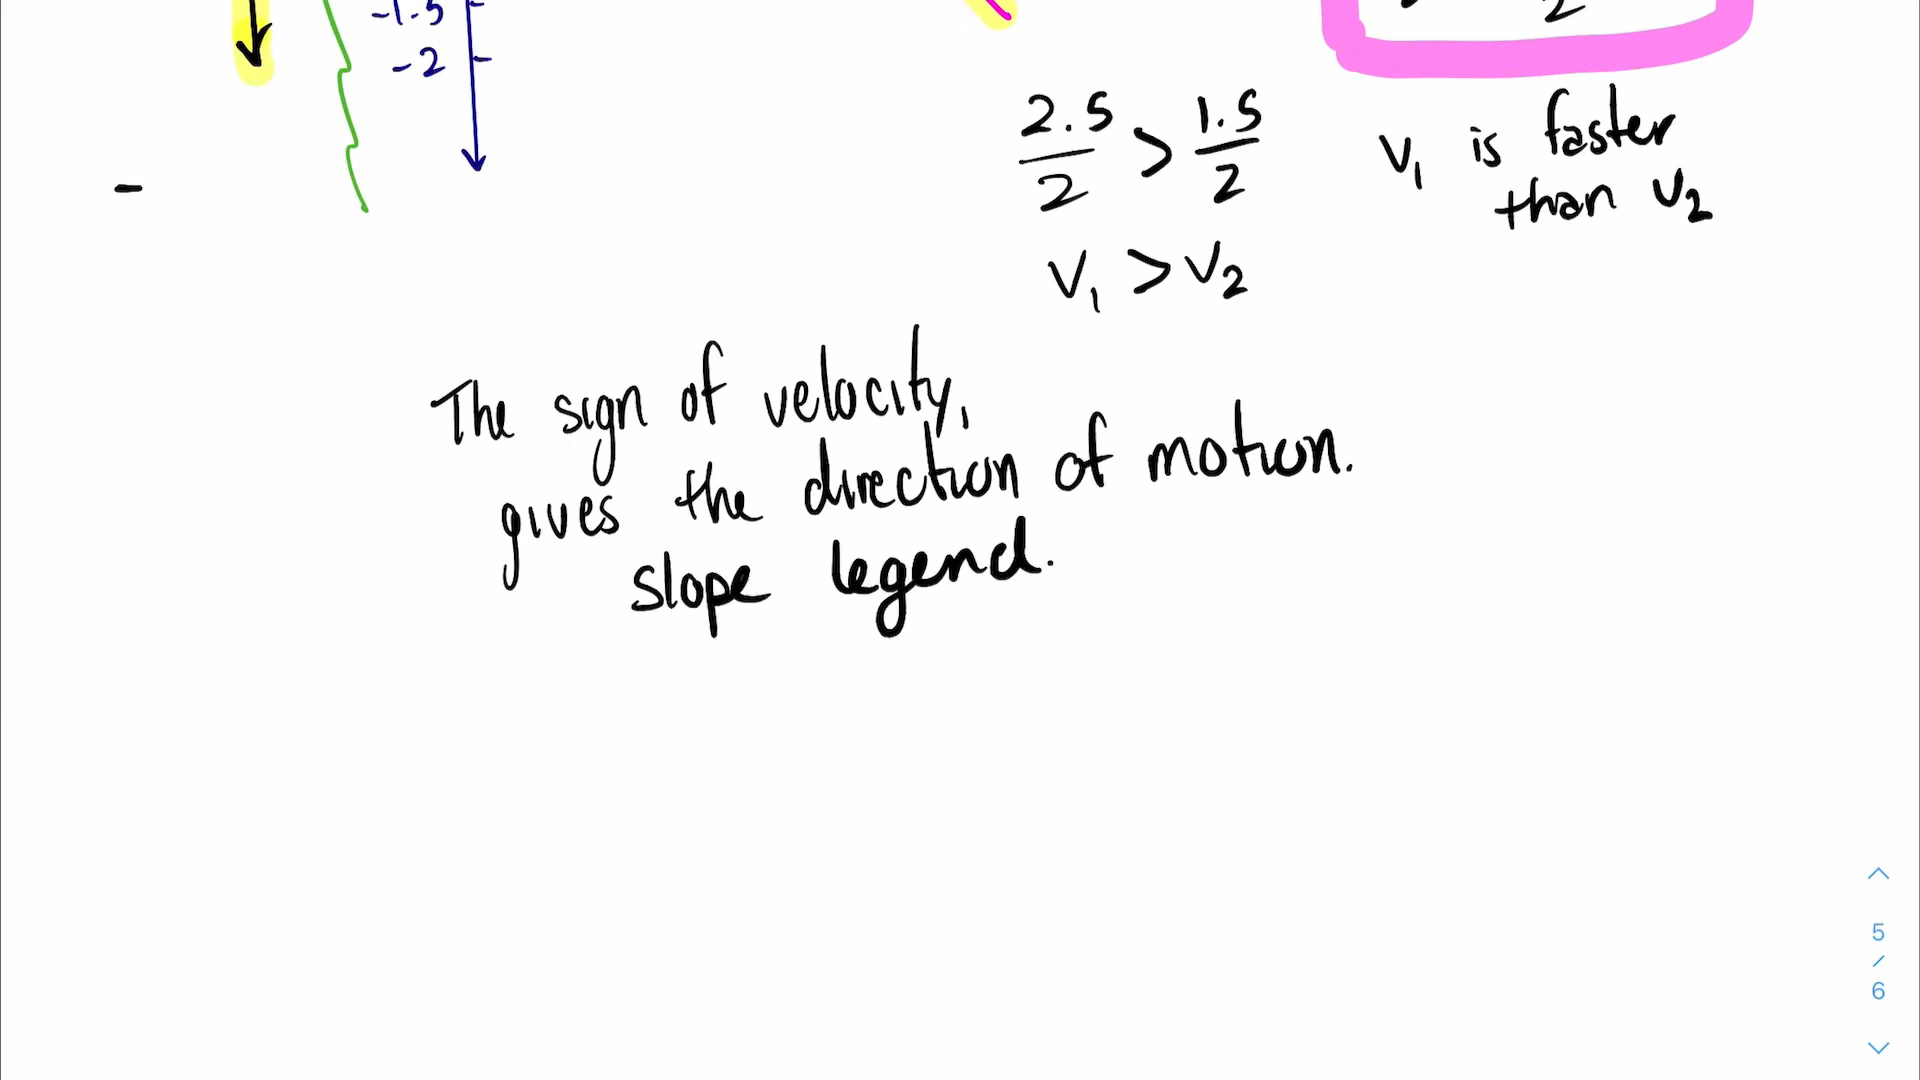 -1.5
-2
2
2.5/2 > 1.5/2
v₁ is faster
than v₂
-
v₁ > v₂
The sign of velocity,
gives the direction of motion.
slope legend.
5
/
6